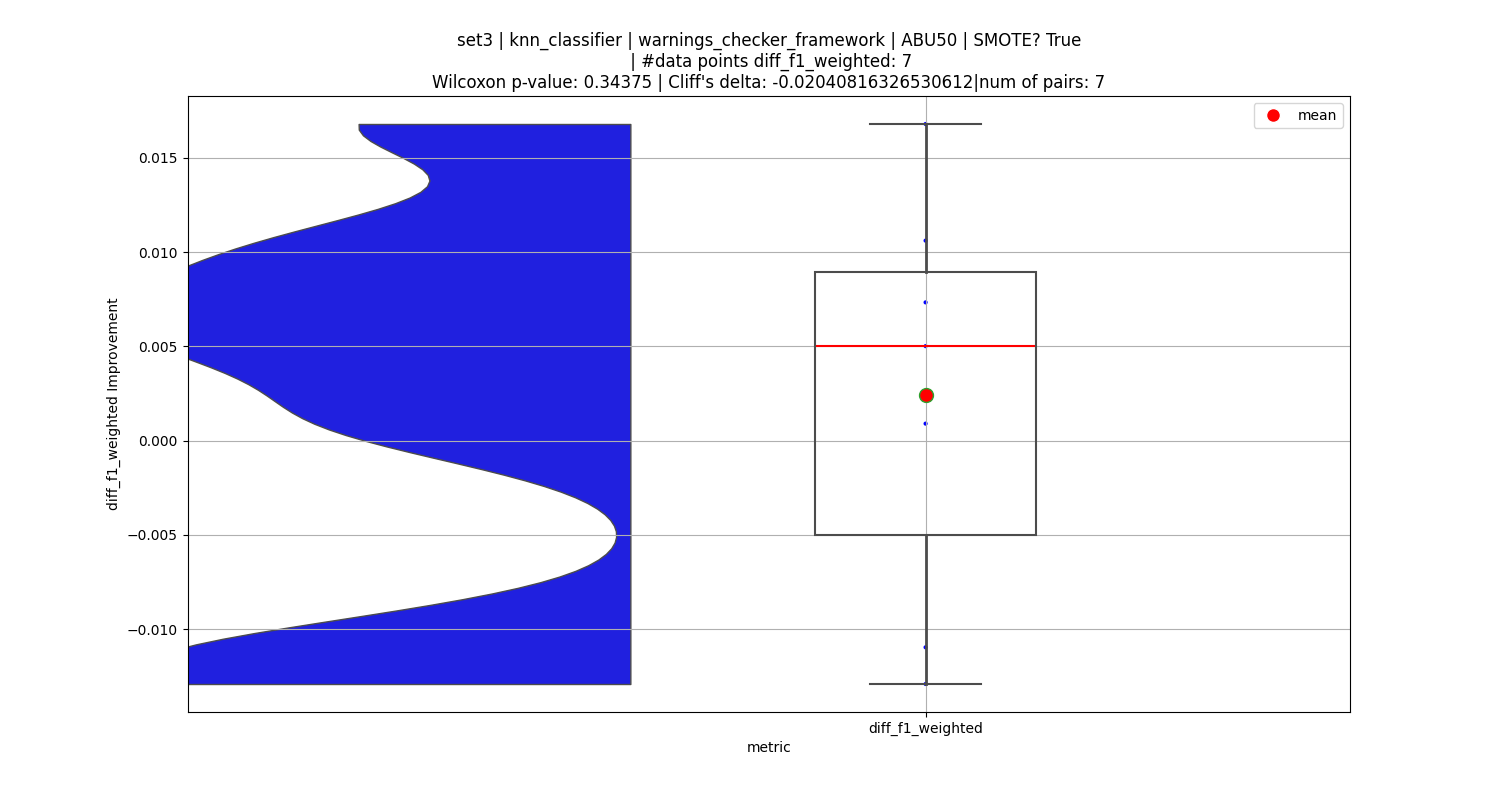 set3 | knn_classifier | warnings_checker_framework | ABU50 | SMOTE? True
| #data points diff_f1_weighted: 7
Wilcoxon p-value: 0.34375 | Cliff's delta: -0.02040816326530612|num of pairs: 7
mean
0.015
0.010
0.005
0.000
−0.005
−0.010
diff_f1_weighted Improvement
diff_f1_weighted
metric